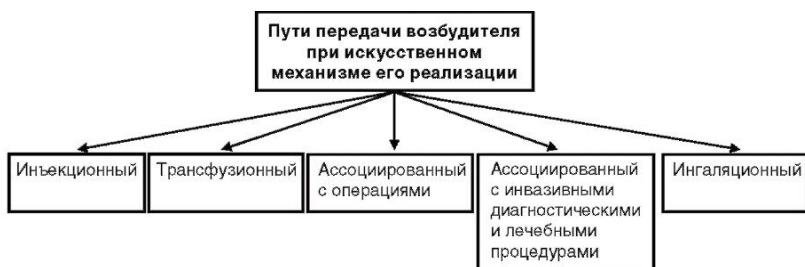 Пути передачи возбудителя
при искусственном
механизме его реализации
Инъекционный
Трансфузионный
Ассоциированный
с операциями
Ассоциированный
с инвазивными
диагностическими
и лечебными
процедурами
Ингаляционный